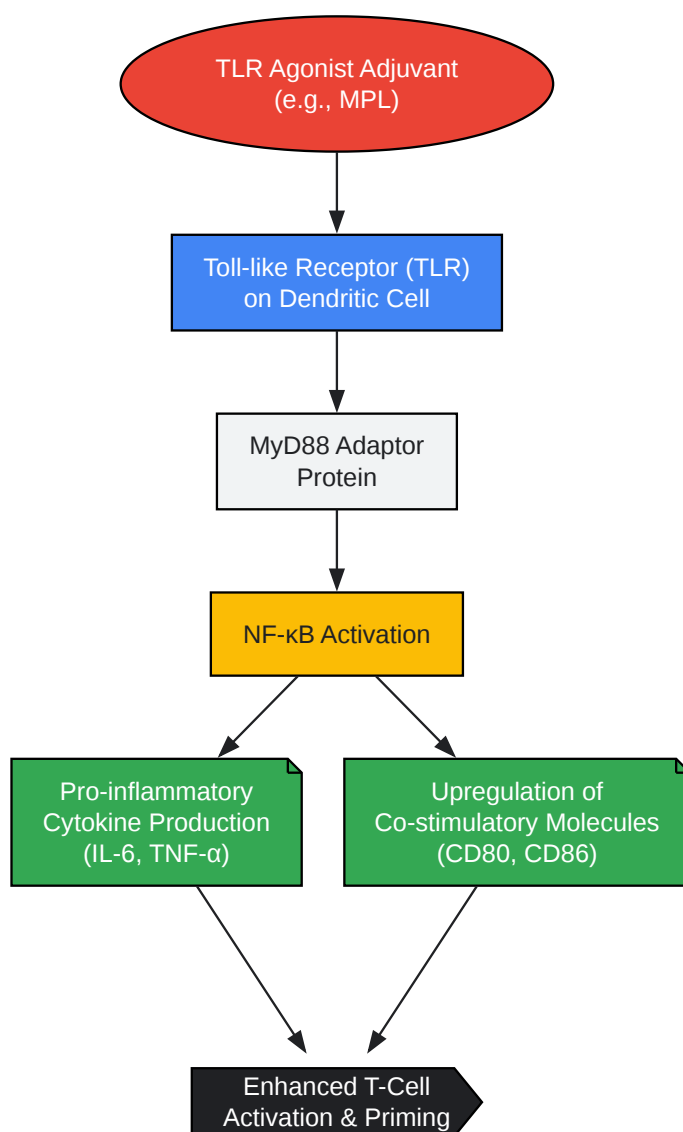 TLR Agonist Adjuvant
(e.g., MPL)
Toll-like Receptor (TLR)
on Dendritic Cell
MyD88 Adaptor
Protein
NF-κB Activation
Pro-inflammatory
Cytokine Production
(IL-6, TNF-α)
Upregulation of
Co-stimulatory Molecules
(CD80, CD86)
Enhanced T-Cell
Activation & Priming